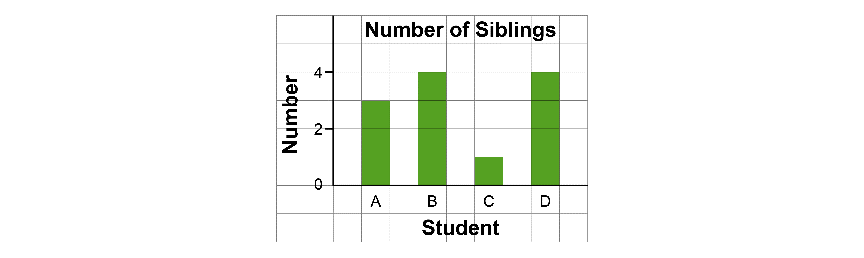 Number of Siblings
Number
4
2
0
A B C D
Student